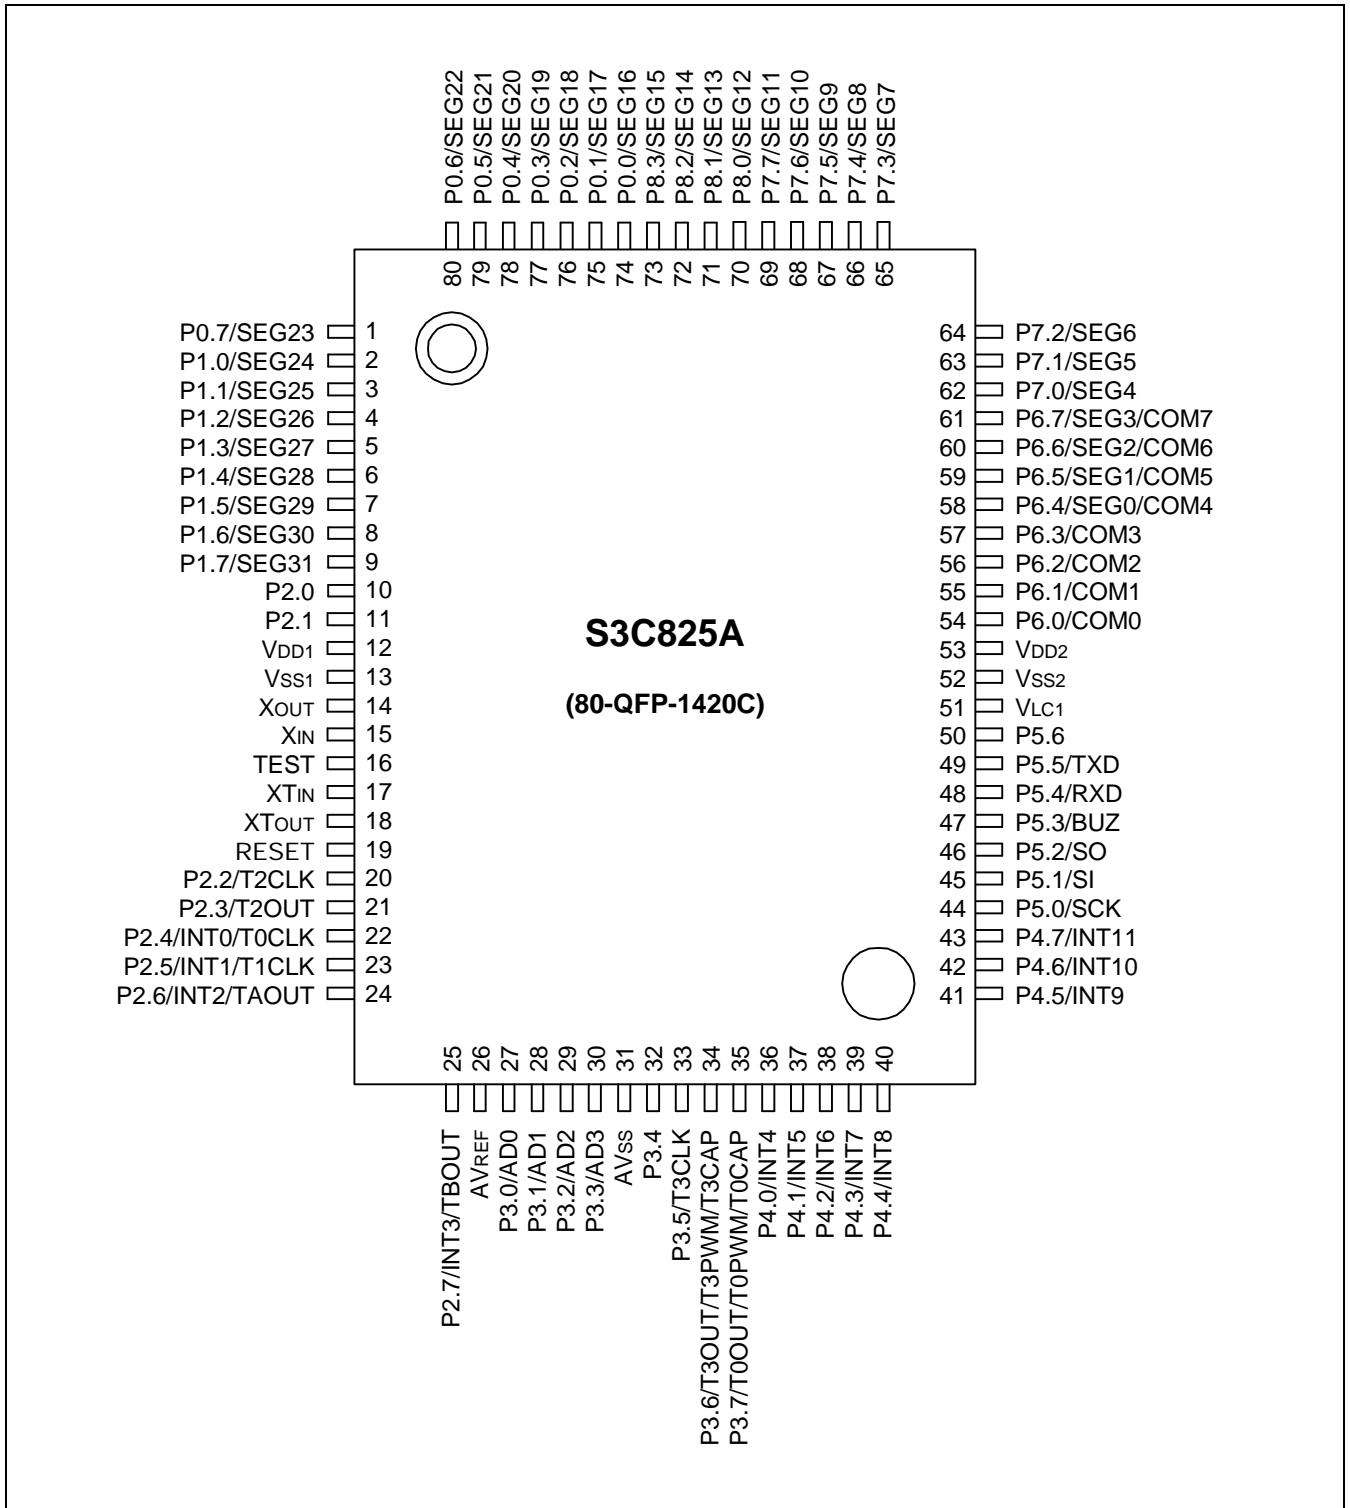 P0.6/SEG22
P0.5/SEG21
P0.4/SEG20
P0.3/SEG19
P0.2/SEG18
P0.1/SEG17
P0.0/SEG16
P8.3/SEG15
P8.2/SEG14
P8.1/SEG13
P8.0/SEG12
P7.7/SEG11
P7.6/SEG10
P7.5/SEG9
P7.4/SEG8
P7.3/SEG7
80
79
78
77
76
75
74
73
72
71
70
69
68
67
66
65
P0.7/SEG23 1
P1.0/SEG24 2
P1.1/SEG25 3
P1.2/SEG26 4
P1.3/SEG27 5
P1.4/SEG28 6
P1.5/SEG29 7
P1.6/SEG30 8
P1.7/SEG31 9
P2.0 10
P2.1 11
VDD1 12
VSS1 13
XOUT 14
XIN 15
TEST 16
XTIN 17
XTOUT 18
RESET 19
P2.2/T2CLK 20
P2.3/T2OUT 21
P2.4/INT0/T0CLK 22
P2.5/INT1/T1CLK 23
P2.6/INT2/TAOUT 24
S3C825A
(80-QFP-1420C)
64 P7.2/SEG6
63 P7.1/SEG5
62 P7.0/SEG4
61 P6.7/SEG3/COM7
60 P6.6/SEG2/COM6
59 P6.5/SEG1/COM5
58 P6.4/SEG0/COM4
57 P6.3/COM3
56 P6.2/COM2
55 P6.1/COM1
54 P6.0/COM0
53 VDD2
52 VSS2
51 VLC1
50 P5.6
49 P5.5/TXD
48 P5.4/RXD
47 P5.3/BUZ
46 P5.2/SO
45 P5.1/SI
44 P5.0/SCK
43 P4.7/INT11
42 P4.6/INT10
41 P4.5/INT9
25
26
27
28
29
30
31
32
33
34
35
36
37
38
39
40
P2.7/INT3/TBOUT
AVREF
P3.0/AD0
P3.1/AD1
P3.2/AD2
P3.3/AD3
AVSS
P3.4
P3.5/T3CLK
P3.6/T3OUT/T3PWM/T3CAP
P3.7/T0OUT/T0PWM/T0CAP
P4.0/INT4
P4.1/INT5
P4.2/INT6
P4.3/INT7
P4.4/INT8